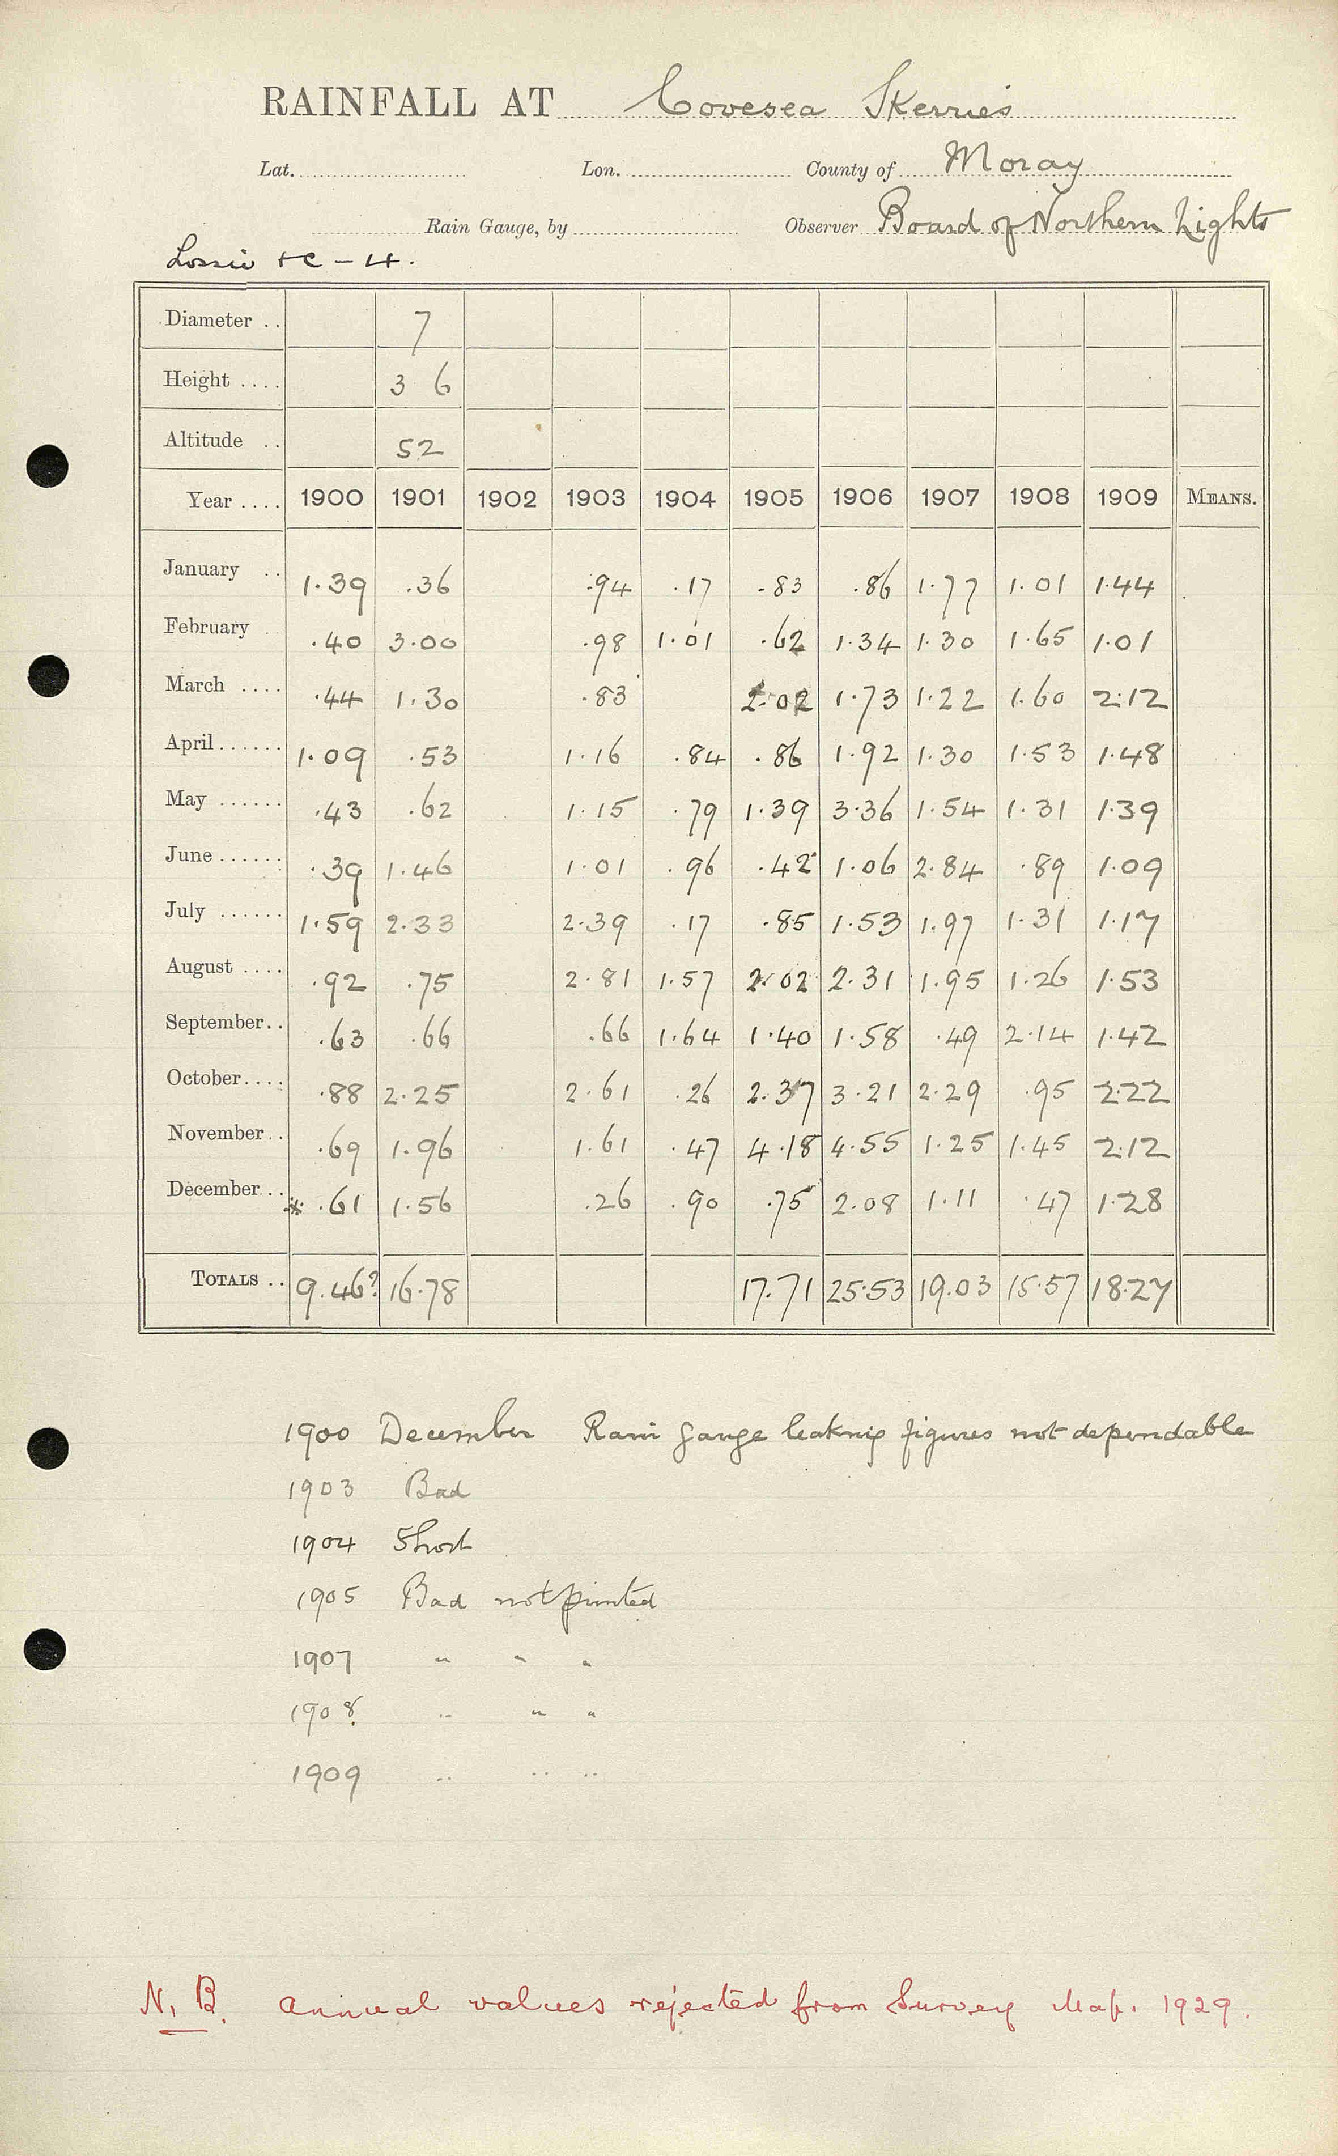 RAINFALL AT Covesea Skerries
Lat. Lon. County of Moray
Rain Gauge, by Observer Board of Northern Lights
Lossie &c – 4.
Diameter .. 7
Height .... 3 6
Altitude .. 52
Year .... 1900 1901 1902 1903 1904 1905 1906 1907 1908 1909 MEANS.
January .. 1.39 .36 .94 .17 .83 .86 1.77 1.01 1.44
February .40 3.00 .98 1.01 .62 1.34 1.30 1.65 1.01
March .... .44 1.30 .83 2.02 1.73 1.22 1.60 2.12
April...... 1.09 .53 1.16 .84 .86 1.92 1.30 1.53 1.48
May ...... .43 .62 1.15 .79 1.39 3.36 1.54 1.31 1.39
June...... .39 1.46 1.01 .96 .42 1.06 2.84 .89 1.09
July ...... 1.59 2.33 2.39 .17 .85 1.53 1.97 1.31 1.17
August .... .92 .75 2.81 1.57 2.02 2.31 1.95 1.26 1.53
September.. .63 .66 .66 1.64 1.40 1.58 .49 2.14 1.42
October.... .88 2.25 2.61 .26 2.37 3.21 2.29 .95 2.22
November.. .69 1.96 1.61 .47 4.18 4.55 1.25 1.45 2.12
December.. * .61 1.56 .26 .90 .75 2.08 1.11 .47 1.28
TOTALS .. 9.46? 16.78 17.71 25.53 19.03 15.57 18.27
1900 December Rain gauge leaking figures not dependable
1903 Bad
1904 Short
1905 Bad not printed
1907 " " "
1908 " " "
1909 " " "
N.B. Annual values rejected from Survey Map. 1929.